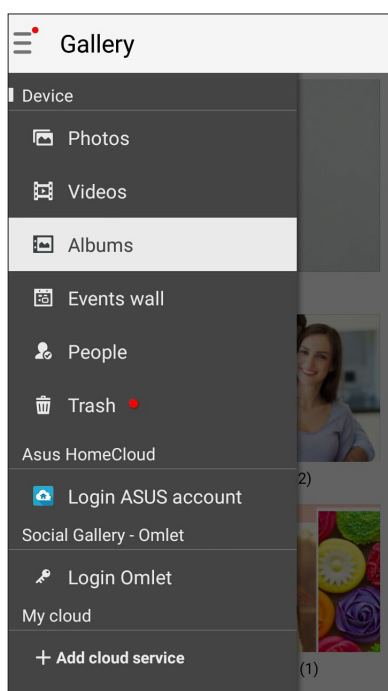 Gallery
Device
Photos
Videos
Albums
Events wall
People
Trash
Asus HomeCloud
Login ASUS account
2)
Social Gallery - Omlet
Login Omlet
My cloud
+ Add cloud service
(1)